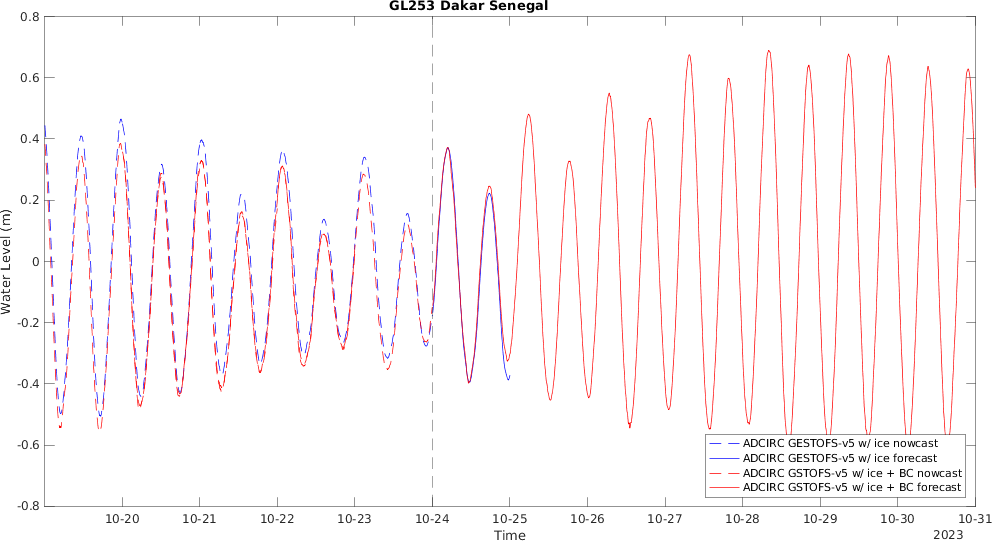 GL253 Dakar Senegal
Water Level (m)
0.8
0.6
0.4
0.2
0
-0.2
-0.4
-0.6
-0.8
ADCIRC GESTOFS-v5 w/ ice nowcast
ADCIRC GESTOFS-v5 w/ ice forecast
ADCIRC GSTOFS-v5 w/ ice + BC nowcast
ADCIRC GSTOFS-v5 w/ ice + BC forecast
10-20 10-21 10-22 10-23 10-24 10-25 10-26 10-27 10-28 10-29 10-30 10-31
Time
2023